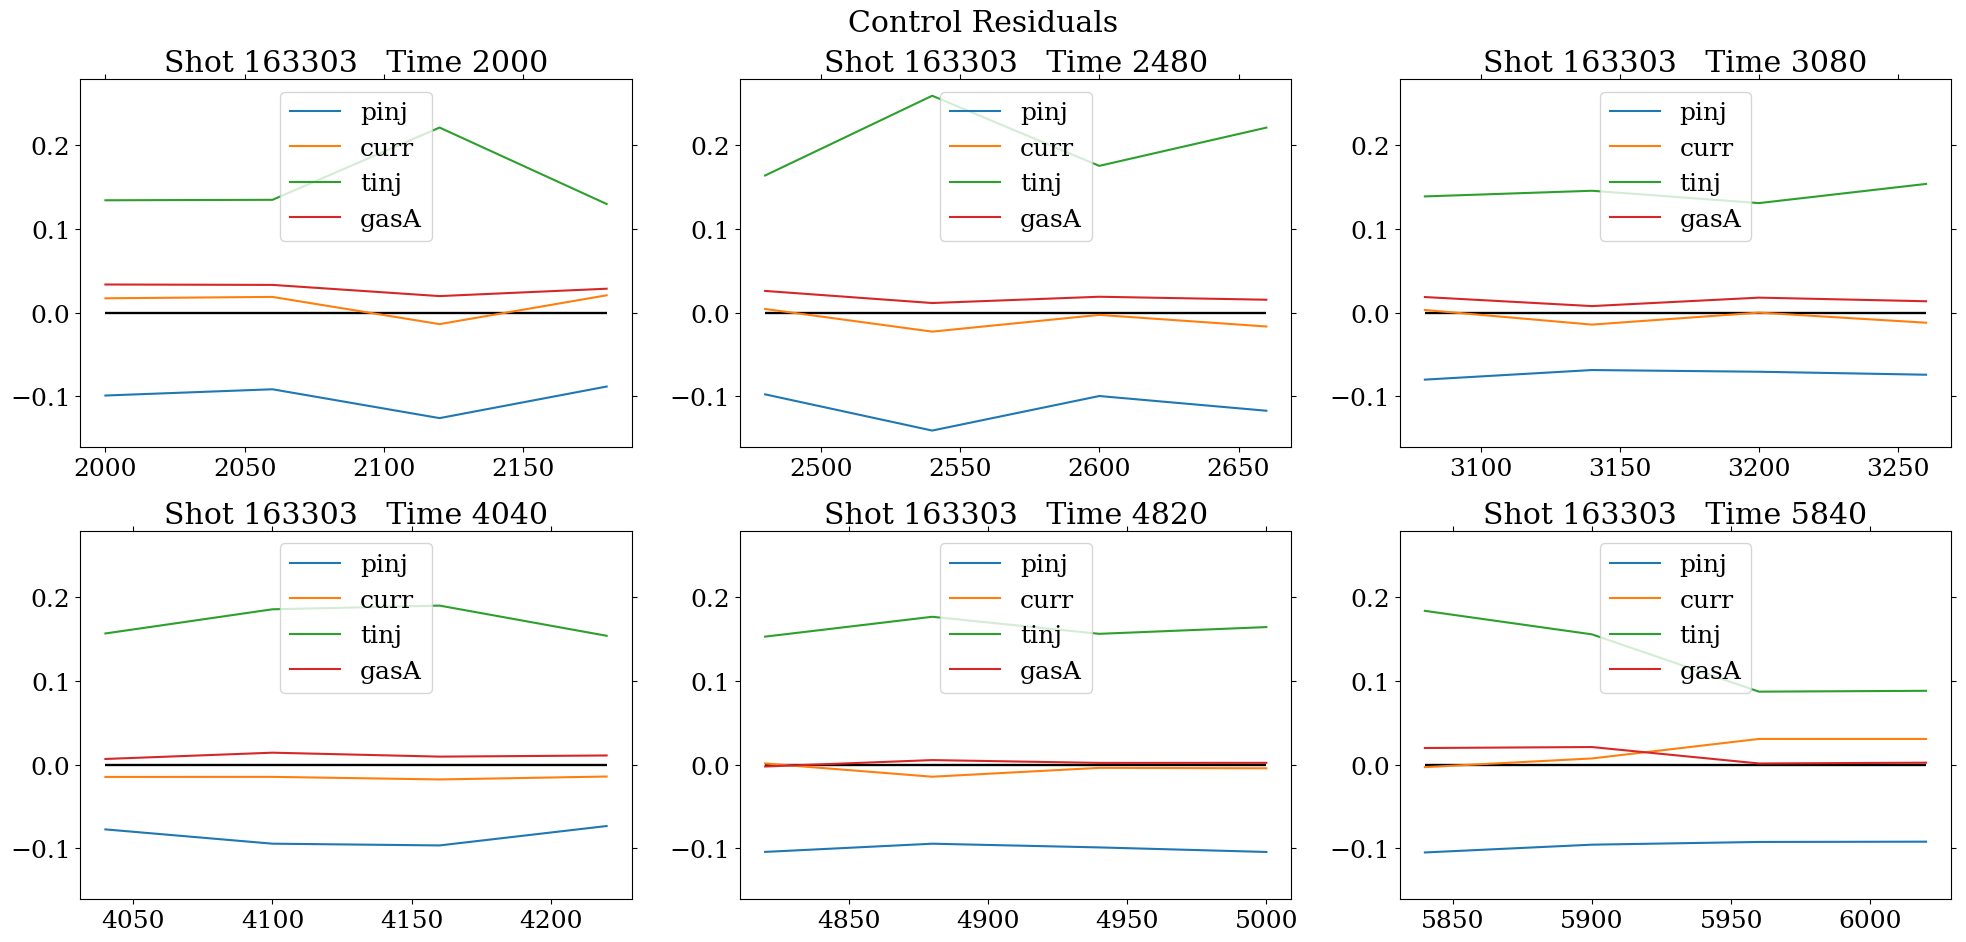 Control Residuals
Shot 163303   Time 2000
Shot 163303   Time 2480
Shot 163303   Time 3080
pinj
curr
tinj
gasA
0.2
0.1
0.0
−0.1
2000 2050 2100 2150
pinj
curr
tinj
gasA
0.2
0.1
0.0
−0.1
2500 2550 2600 2650
pinj
curr
tinj
gasA
0.2
0.1
0.0
−0.1
3100 3150 3200 3250
Shot 163303   Time 4040
Shot 163303   Time 4820
Shot 163303   Time 5840
pinj
curr
tinj
gasA
0.2
0.1
0.0
−0.1
4050 4100 4150 4200
pinj
curr
tinj
gasA
0.2
0.1
0.0
−0.1
4850 4900 4950 5000
pinj
curr
tinj
gasA
0.2
0.1
0.0
−0.1
5850 5900 5950 6000